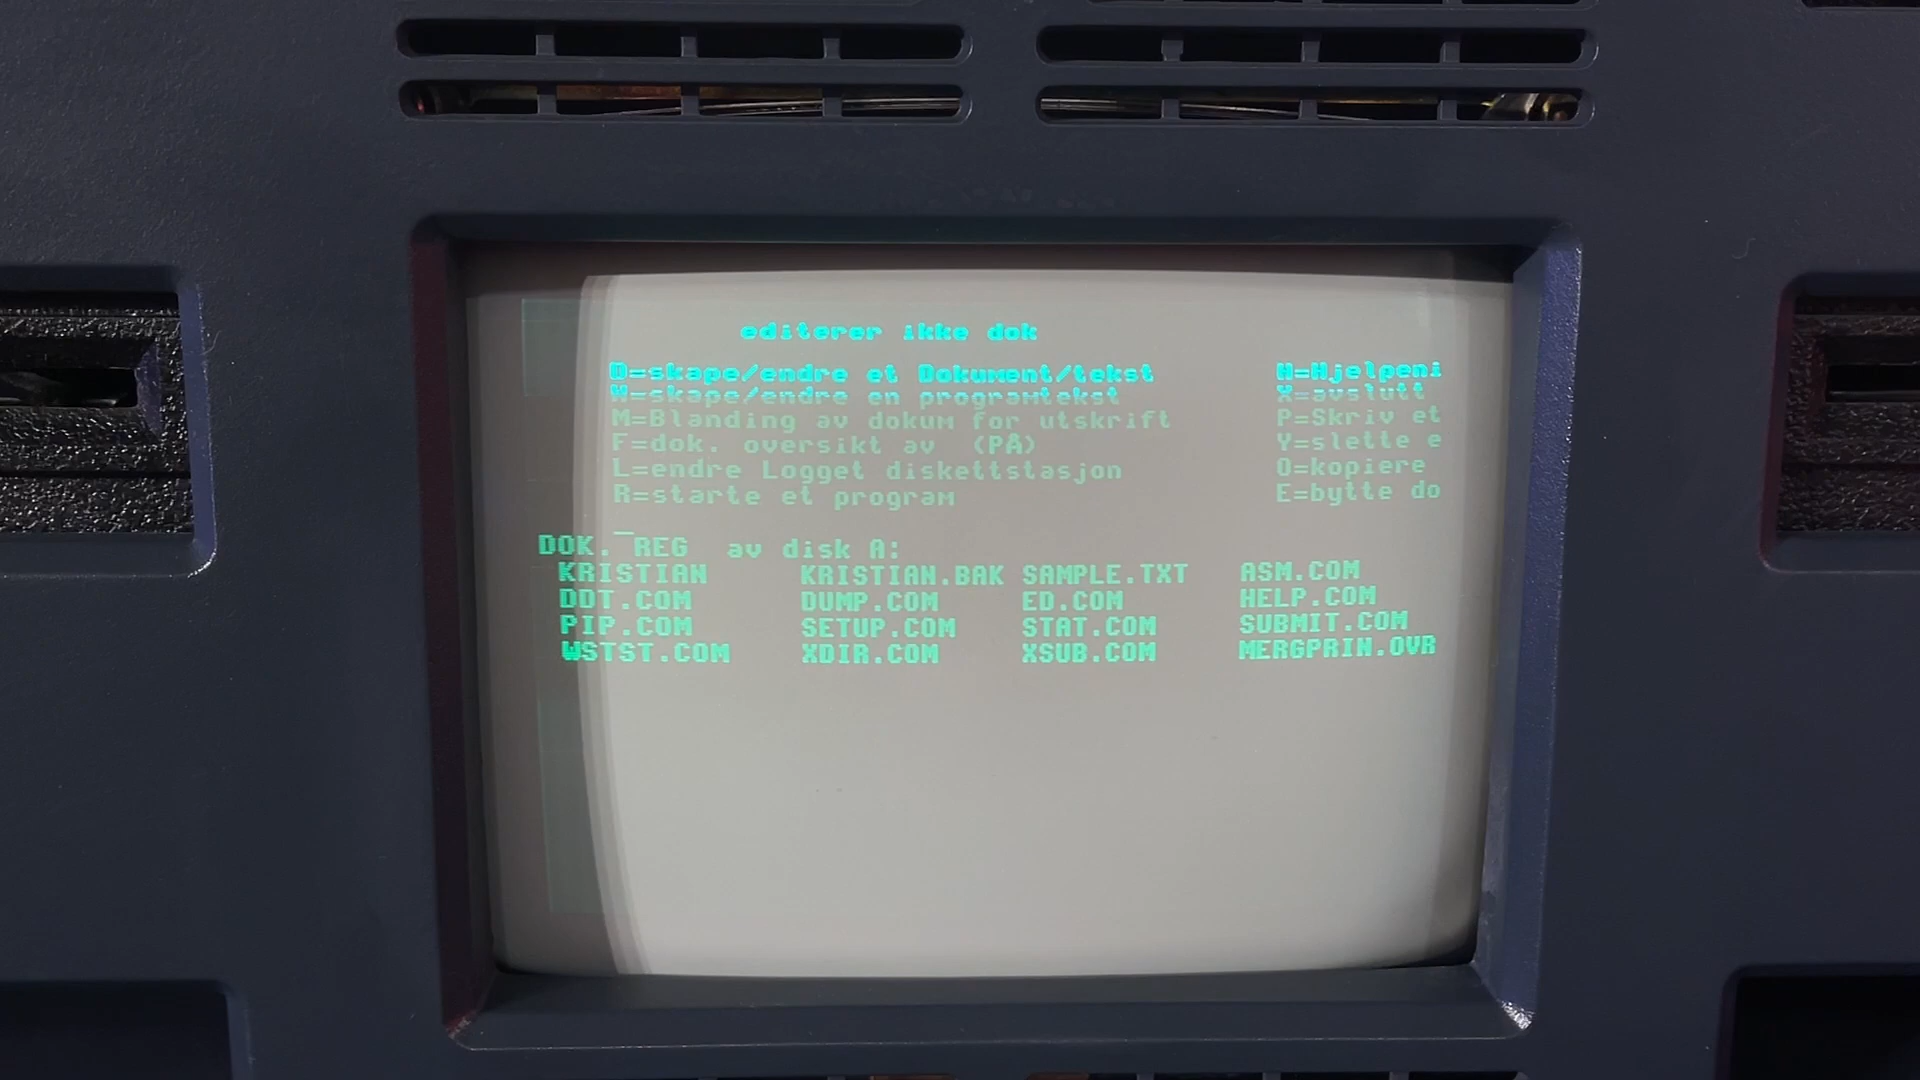 editerer ikke dok
D=skape/endre et Dokument/tekst H=Hjelpeni
N=skape/endre en programtekst X=avslutt
M=Blanding av dokum for utskrift P=Skriv et
F=dok. oversikt av (PÅ) Y=slette e
L=endre Logget diskettstasjon O=kopiere
R=starte et program E=bytte do
DOK. REG av disk A:
KRISTIAN KRISTIAN.BAK SAMPLE.TXT ASM.COM
DDT.COM DUMP.COM ED.COM HELP.COM
PIP.COM SETUP.COM STAT.COM SUBMIT.COM
WSTST.COM XDIR.COM XSUB.COM MERGPRIN.OVR